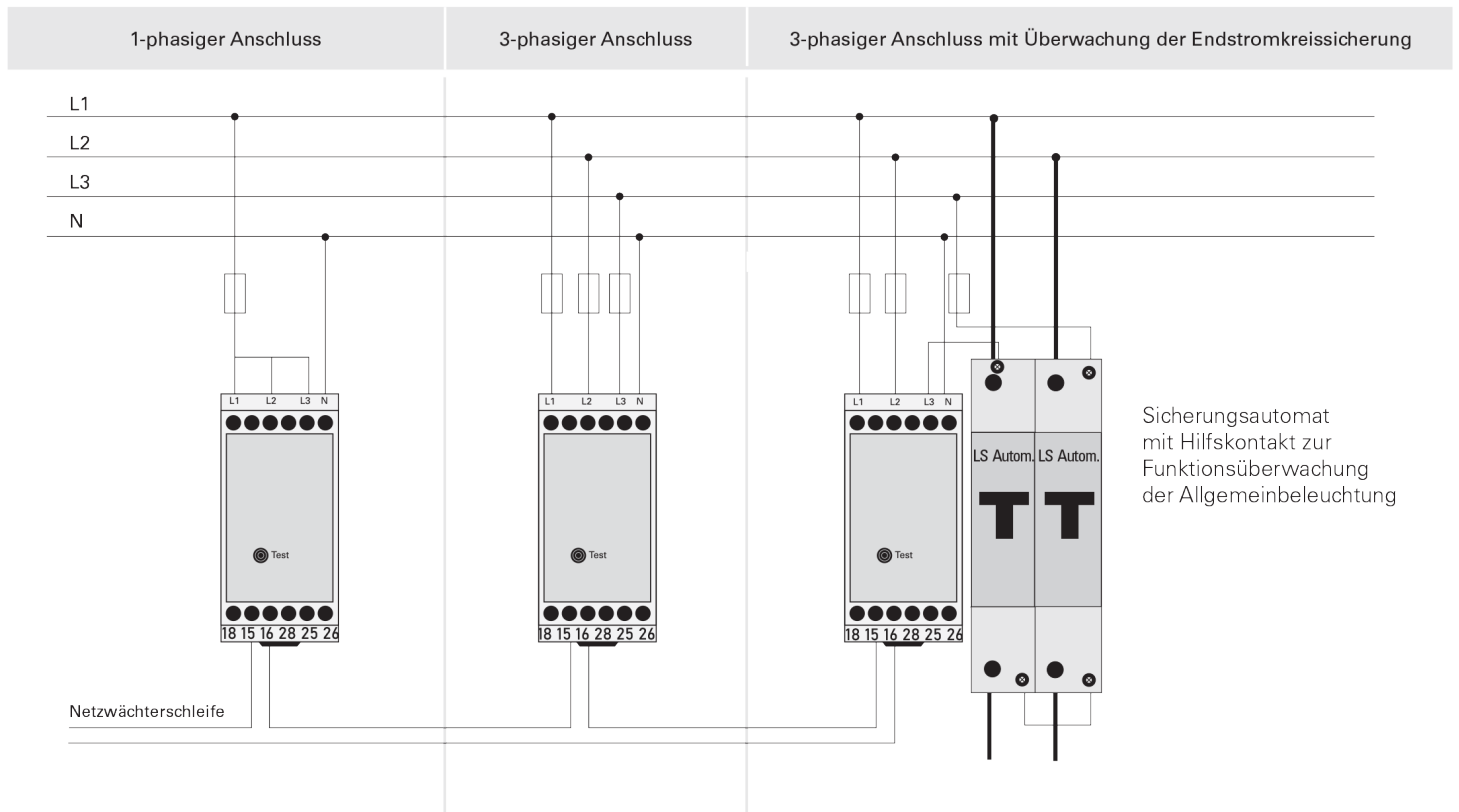 1-phasiger Anschluss
3-phasiger Anschluss
3-phasiger Anschluss mit Überwachung der Endstromkreissicherung
L1
L2
L3
N
L1 L2 L3 N
L1 L2 L3 N
L1 L2 L3 N
Sicherungsautomat
mit Hilfskontakt zur
Funktionsüberwachung
der Allgemeinbeleuchtung
LS Autom. LS Autom.
Test
Test
Test
18 15 16 28 25 26
18 15 16 28 25 26
18 15 16 28 25 26
Netzwächterschleife